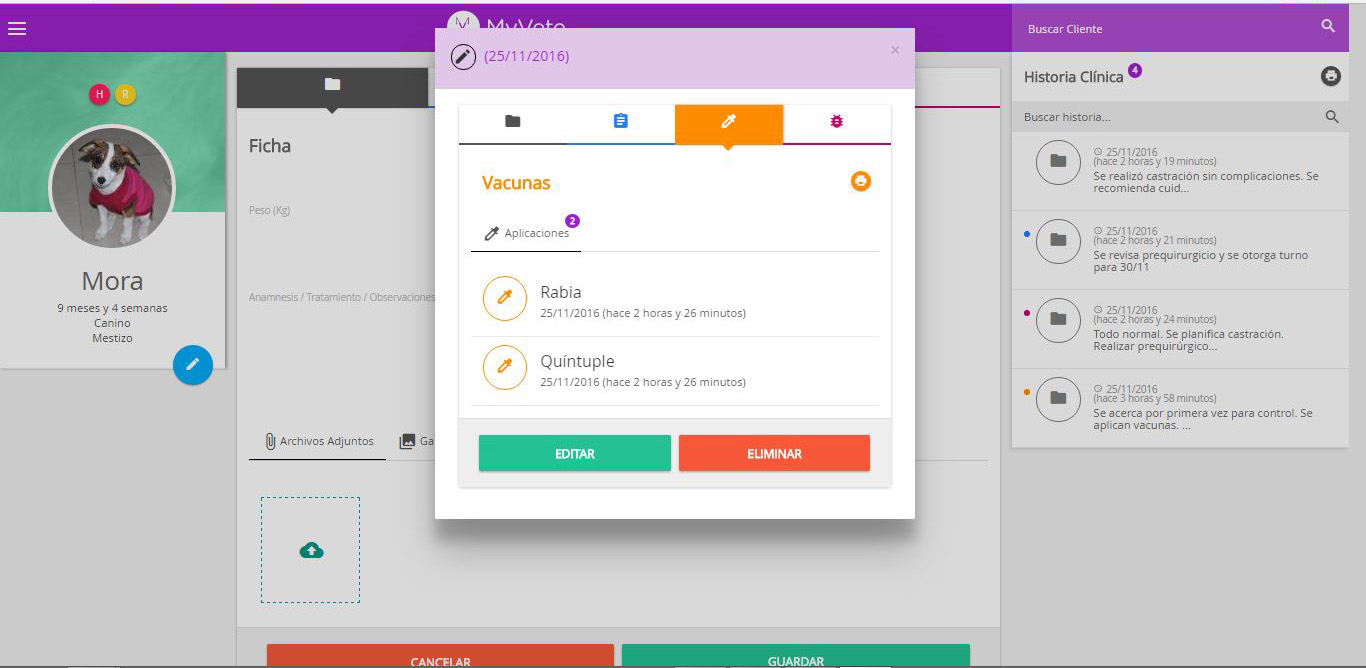 MyVete
Buscar Cliente
H
R
Mora
9 meses y 4 semanas
Canino
Mestizo
Ficha
Peso (Kg)
Anamnesis / Tratamiento / Observaciones
Archivos Adjuntos
Ga
CANCELAR
GUARDAR
(25/11/2016)
×
Vacunas
Aplicaciones
2
Rabia
25/11/2016 (hace 2 horas y 26 minutos)
Quíntuple
25/11/2016 (hace 2 horas y 26 minutos)
EDITAR
ELIMINAR
Historia Clínica
4
Buscar historia...
25/11/2016
(hace 2 horas y 19 minutos)
Se realizó castración sin complicaciones. Se
recomienda cuid...
25/11/2016
(hace 2 horas y 21 minutos)
Se revisa prequirurgicio y se otorga turno
para 30/11
25/11/2016
(hace 2 horas y 24 minutos)
Todo normal. Se planifica castración.
Realizar prequirúrgico...
25/11/2016
(hace 3 horas y 58 minutos)
Se acerca por primera vez para control. Se
aplican vacunas. ...